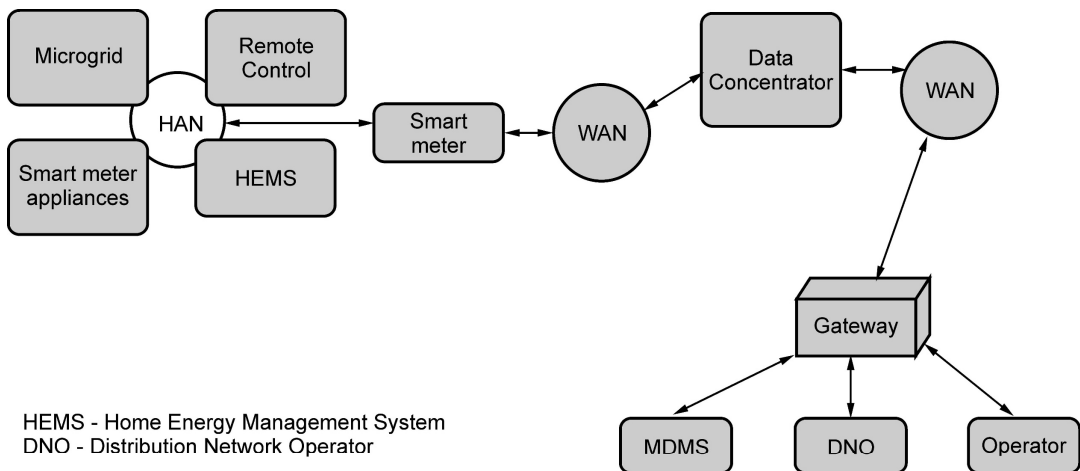 Microgrid
Remote
Control
HAN
Smart meter
appliances
HEMS
Smart
meter
WAN
Data
Concentrator
WAN
Gateway
MDMS
DNO
Operator
HEMS - Home Energy Management System
DNO - Distribution Network Operator